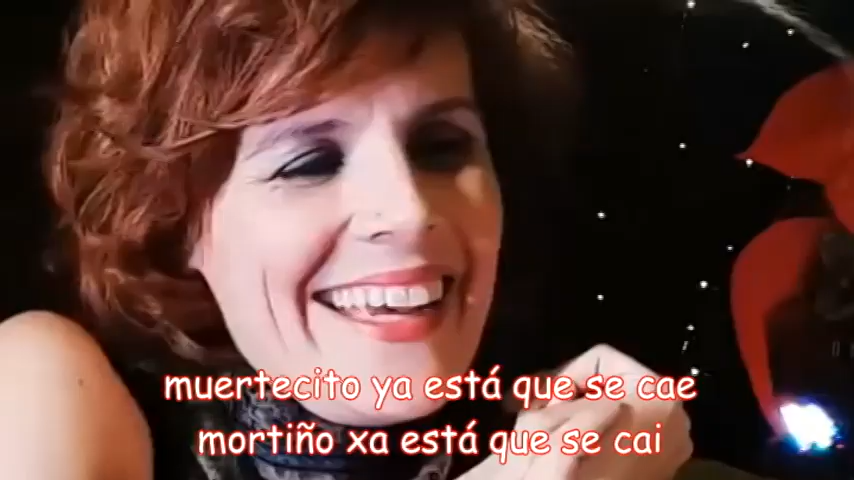 muertecito ya está que se cae
mortiño xa está que se cai